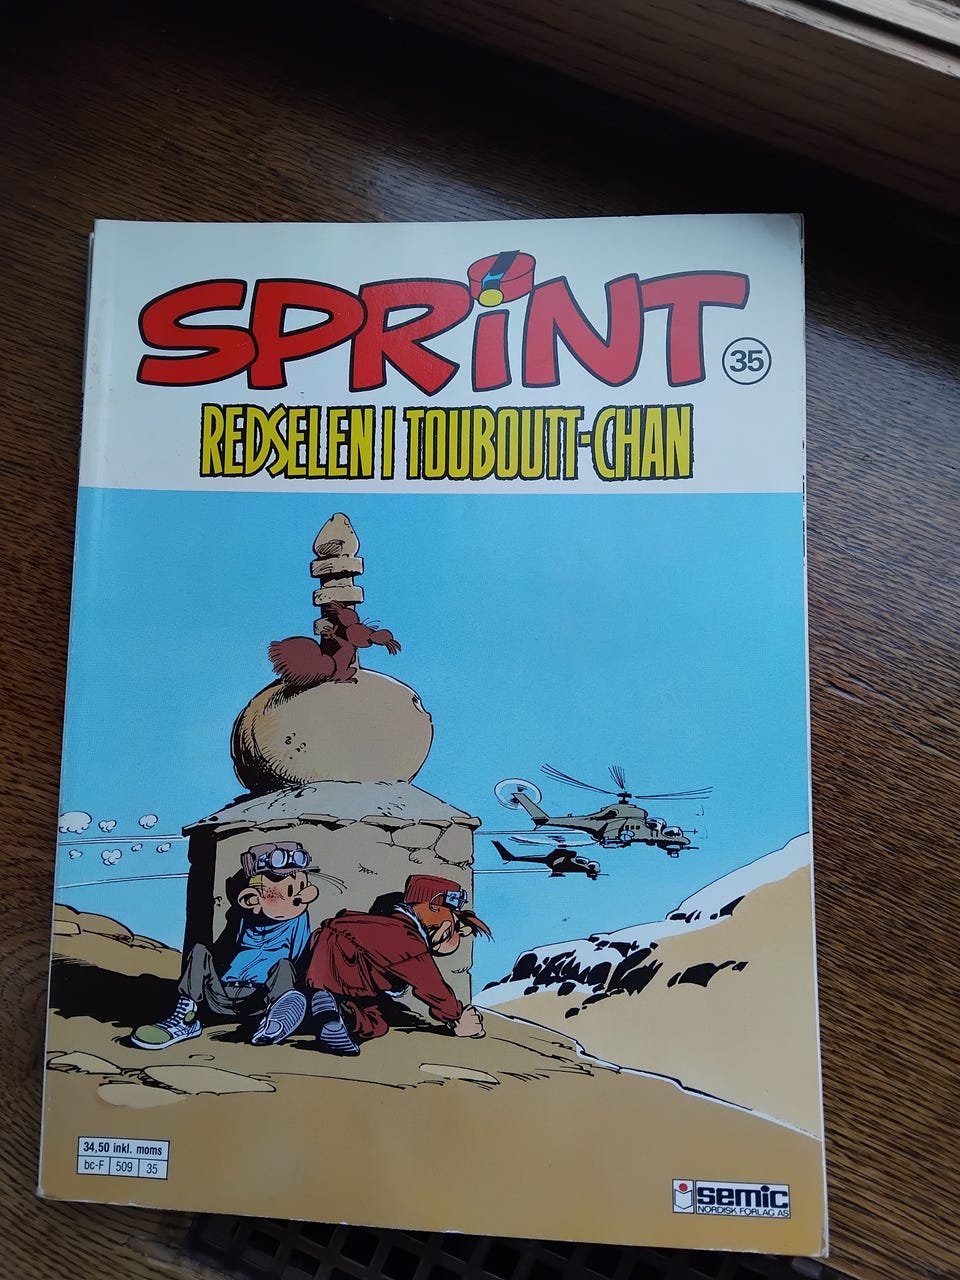 SPRINT
35
REDSELEN I TOUBOUTT-CHAN
34,50 inkl. moms
bc-F 509 35
semic
NORDISK FORLAG AS